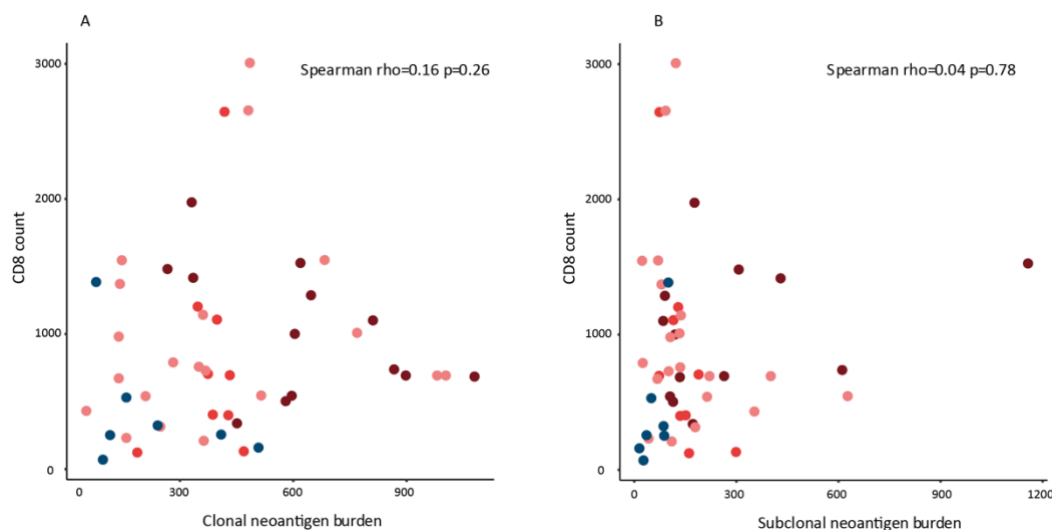 A
Spearman rho=0.16 p=0.26
CD8 count
3000
2000
1000
0
0 300 600 900
Clonal neoantigen burden
B
Spearman rho=0.04 p=0.78
CD8 count
3000
2000
1000
0
0 300 600 900 1200
Subclonal neoantigen burden